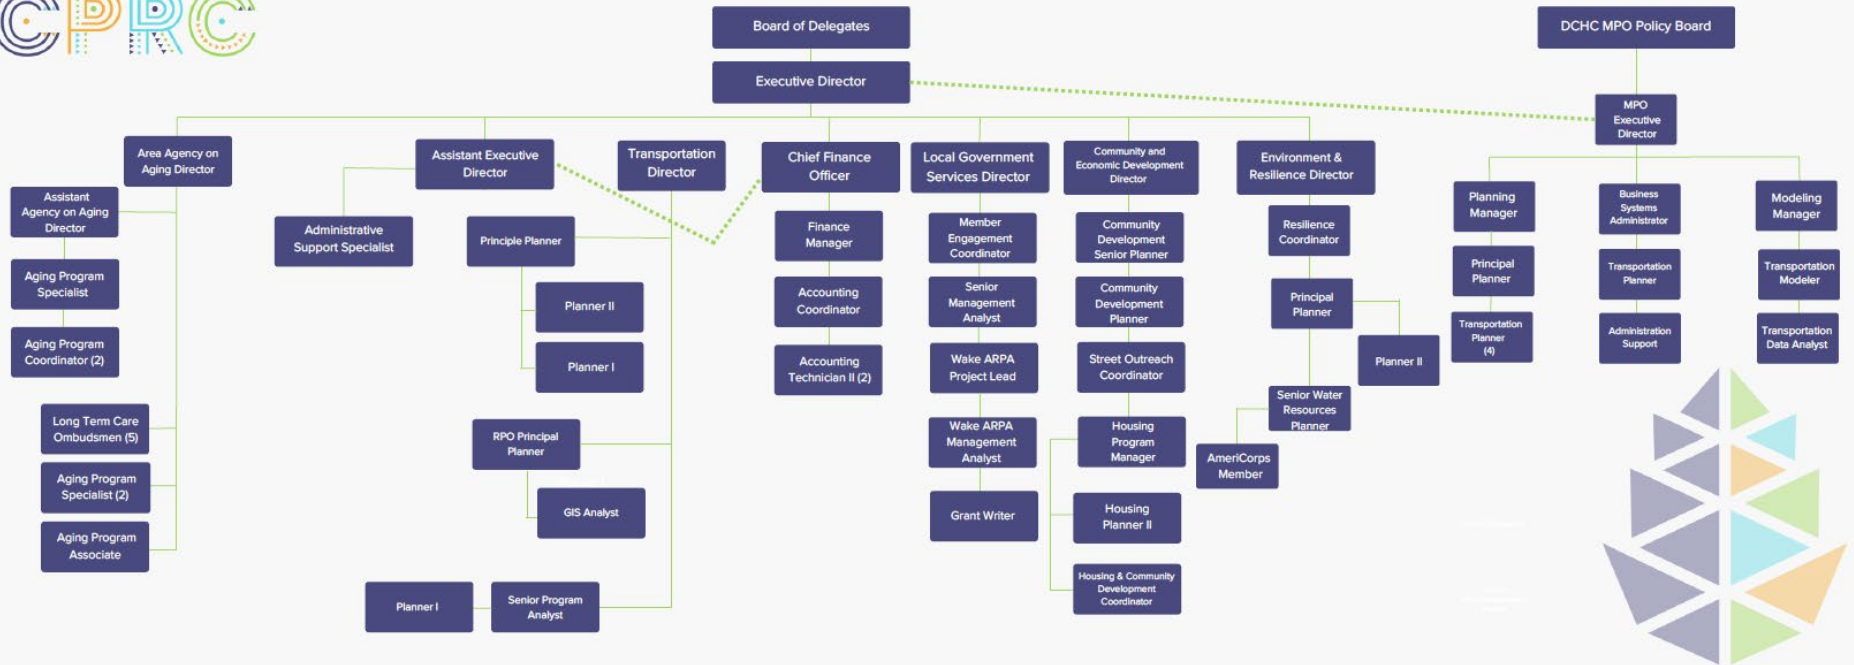 CPRC
Board of Delegates
DCHC MPO Policy Board
Executive Director
MPO
Executive
Director
Area Agency on
Aging Director
Assistant Executive
Director
Transportation
Director
Chief Finance
Officer
Local Government
Services Director
Community and
Economic Development
Director
Environment &
Resilience Director
Assistant
Agency on Aging
Director
Aging Program
Specialist
Aging Program
Coordinator (2)
Long Term Care
Ombudsmen (5)
Aging Program
Specialist (2)
Aging Program
Associate
Administrative
Support Specialist
Principle Planner
Planner II
Planner I
RPO Principal
Planner
GIS Analyst
Planner I
Senior Program
Analyst
Finance
Manager
Accounting
Coordinator
Accounting
Technician II (2)
Member
Engagement
Coordinator
Senior
Management
Analyst
Wake ARPA
Project Lead
Wake ARPA
Management
Analyst
Grant Writer
Community
Development
Senior Planner
Community
Development
Planner
Street Outreach
Coordinator
Housing
Program
Manager
Housing
Planner II
Housing & Community
Development
Coordinator
Resilience
Coordinator
Principal
Planner
Planner II
Senior Water
Resources
Planner
AmeriCorps
Member
Planning
Manager
Principal
Planner
Transportation
Planner
(4)
Business
Systems
Administrator
Transportation
Planner
Administration
Support
Modeling
Manager
Transportation
Modeler
Transportation
Data Analyst